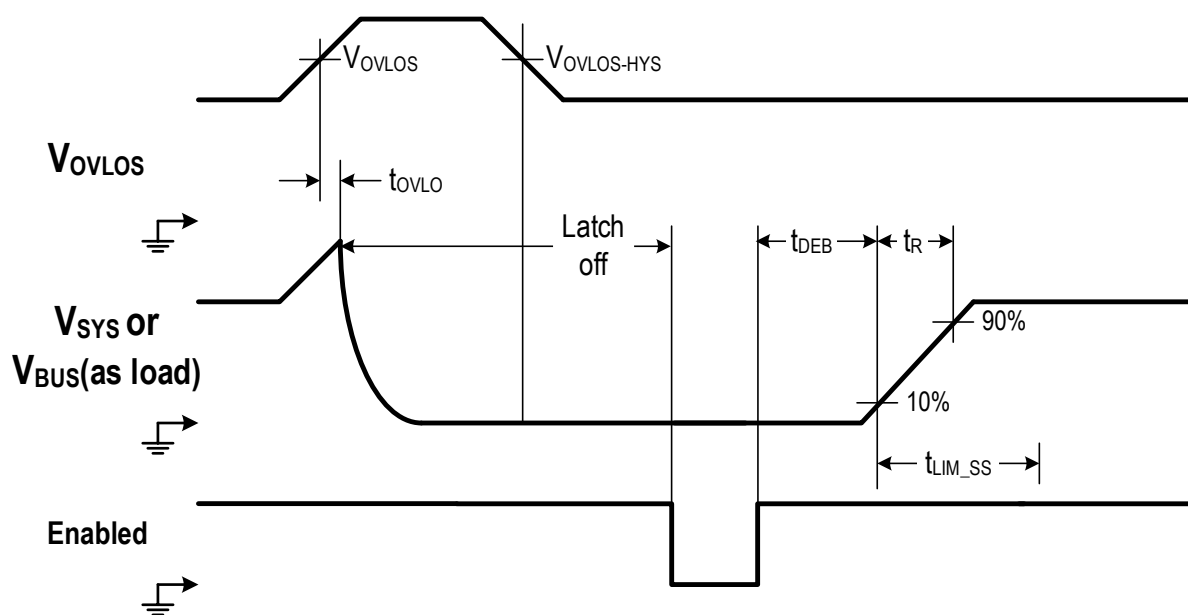 VOVLOS
VOVLOS-HYS
VOVLOS
tOVLO
Latch
off
tDEB
tR
VSYS or
VBUS(as load)
90%
10%
tLIM_SS
Enabled